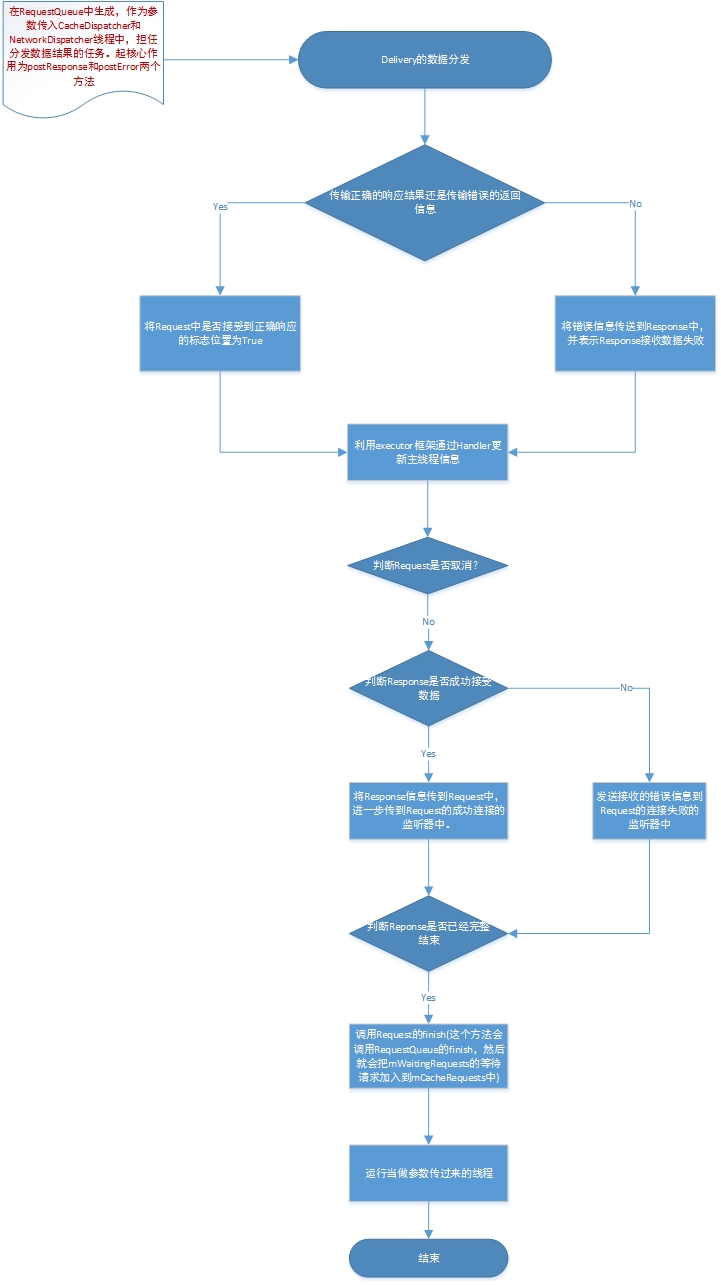 在RequestQueue中生成，作为参
数传入CacheDispatcher和
NetworkDispatcher线程中，担任
分发数据结果的任务。起核心作
用为postResponse和postError两个
方法
Delivery的数据分发
传输正确的响应结果还是传输错误的返回
信息
Yes
No
将Request中是否接受到正确响应
的标志位置为True
将错误信息传送到Response中，
并表示Response接收数据失败
利用executor框架通过Handler更
新主线程信息
判断Request是否取消?
No
判断Response是否成功接受
数据
No
Yes
将Response信息传到Request中，
进一步传到Request的成功连接的
监听器中。
发送接收的错误信息到
Request的连接失败的
监听器中
判断Reponse是否已经完整
结束
Yes
调用Request的finish(这个方法会
调用RequestQueue的finish，然后
就会把mWaitingRequests的等待
请求加入到mCacheRequests中)
运行当做参数传过来的线程
结束